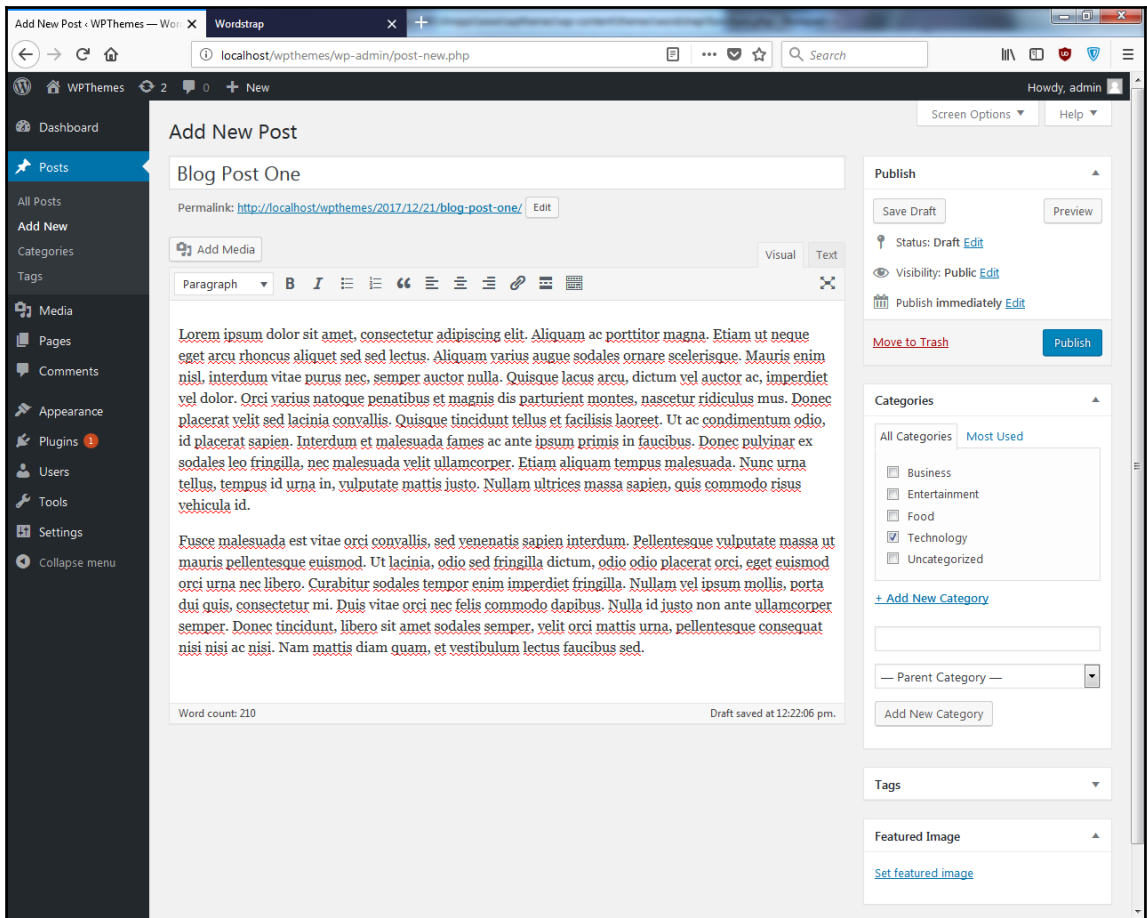 Add New Post ‹ WPThemes — Wor
Wordstrap
localhost/wpthemes/wp-admin/post-new.php
Search
WPThemes 2 0 + New
Howdy, admin
Dashboard
Posts
All Posts
Add New
Categories
Tags
Media
Pages
Comments
Appearance
Plugins 1
Users
Tools
Settings
Collapse menu
Screen Options
Help
Add New Post
Blog Post One
Permalink: http://localhost/wpthemes/2017/12/21/blog-post-one/ Edit
Add Media
Visual Text
Paragraph B I
Lorem ipsum dolor sit amet, consectetur adipiscing elit. Aliquam ac porttitor magna. Etiam ut neque
eget arcu rhoncus aliquet sed sed lectus. Aliquam varius augue sodales ornare scelerisque. Mauris enim
nisl, interdum vitae purus nec, semper auctor nulla. Quisque lacus arcu, dictum vel auctor ac, imperdiet
vel dolor. Orci varius natoque penatibus et magnis dis parturient montes, nascetur ridiculus mus. Donec
placerat velit sed lacinia convallis. Quisque tincidunt tellus et facilisis laoreet. Ut ac condimentum odio,
id placerat sapien. Interdum et malesuada fames ac ante ipsum primis in faucibus. Donec pulvinar ex
sodales leo fringilla, nec malesuada velit ullamcorper. Etiam aliquam tempus malesuada. Nunc urna
tellus, tempus id urna in, vulputate mattis justo. Nullam ultrices massa sapien, quis commodo risus
vehicula id.
Fusce malesuada est vitae orci convallis, sed venenatis sapien interdum. Pellentesque vulputate massa ut
mauris pellentesque euismod. Ut lacinia, odio sed fringilla dictum, odio odio placerat orci, eget euismod
orci urna nec libero. Curabitur sodales tempor enim imperdiet fringilla. Nullam vel ipsum mollis, porta
dui quis, consectetur mi. Duis vitae orci nec felis commodo dapibus. Nulla id justo non ante ullamcorper
semper. Donec tincidunt, libero sit amet sodales semper, velit orci mattis urna, pellentesque consequat
nisi nisi ac nisi. Nam mattis diam quam, et vestibulum lectus faucibus sed.
Word count: 210
Draft saved at 12:22:06 pm.
Publish
Save Draft
Preview
Status: Draft Edit
Visibility: Public Edit
Publish immediately Edit
Move to Trash
Publish
Categories
All Categories Most Used
Business
Entertainment
Food
Technology
Uncategorized
+ Add New Category
— Parent Category —
Add New Category
Tags
Featured Image
Set featured image